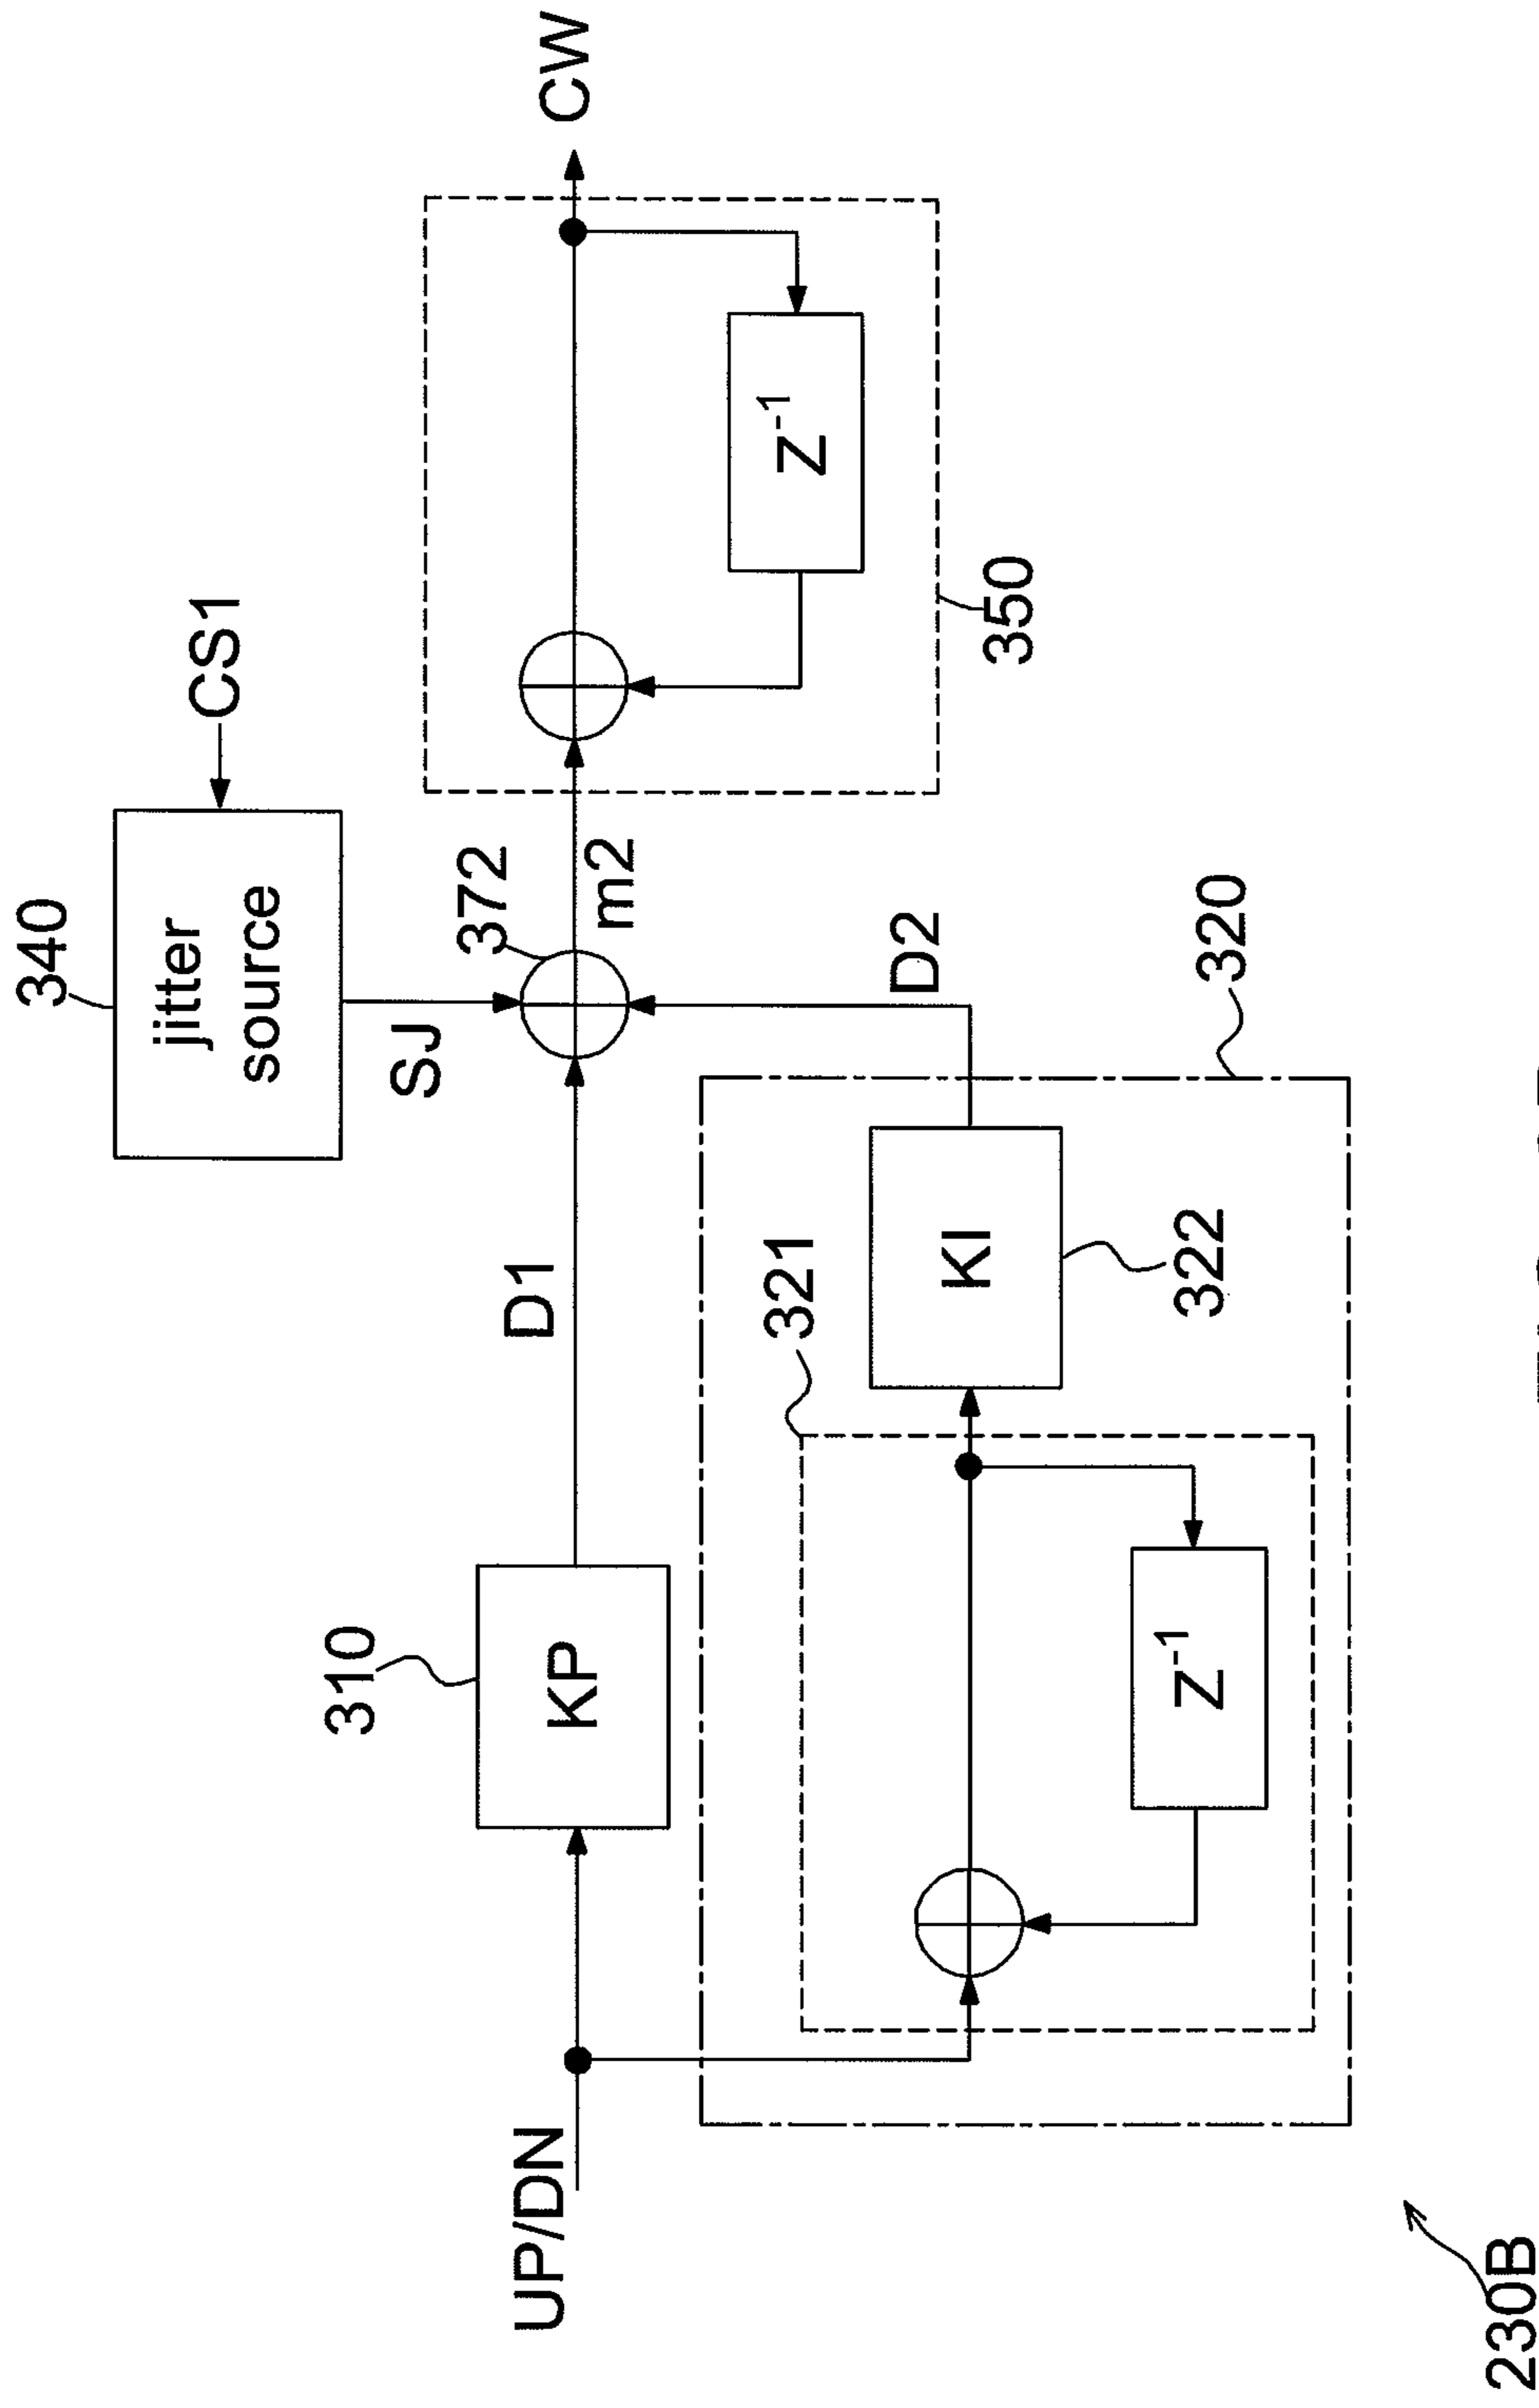 340
jitter
source
CS1
SJ
372
CW
UP/DN
310
KP
D1
m2
Z⁻¹
350
D2
320
321
KI
322
Z⁻¹
230B